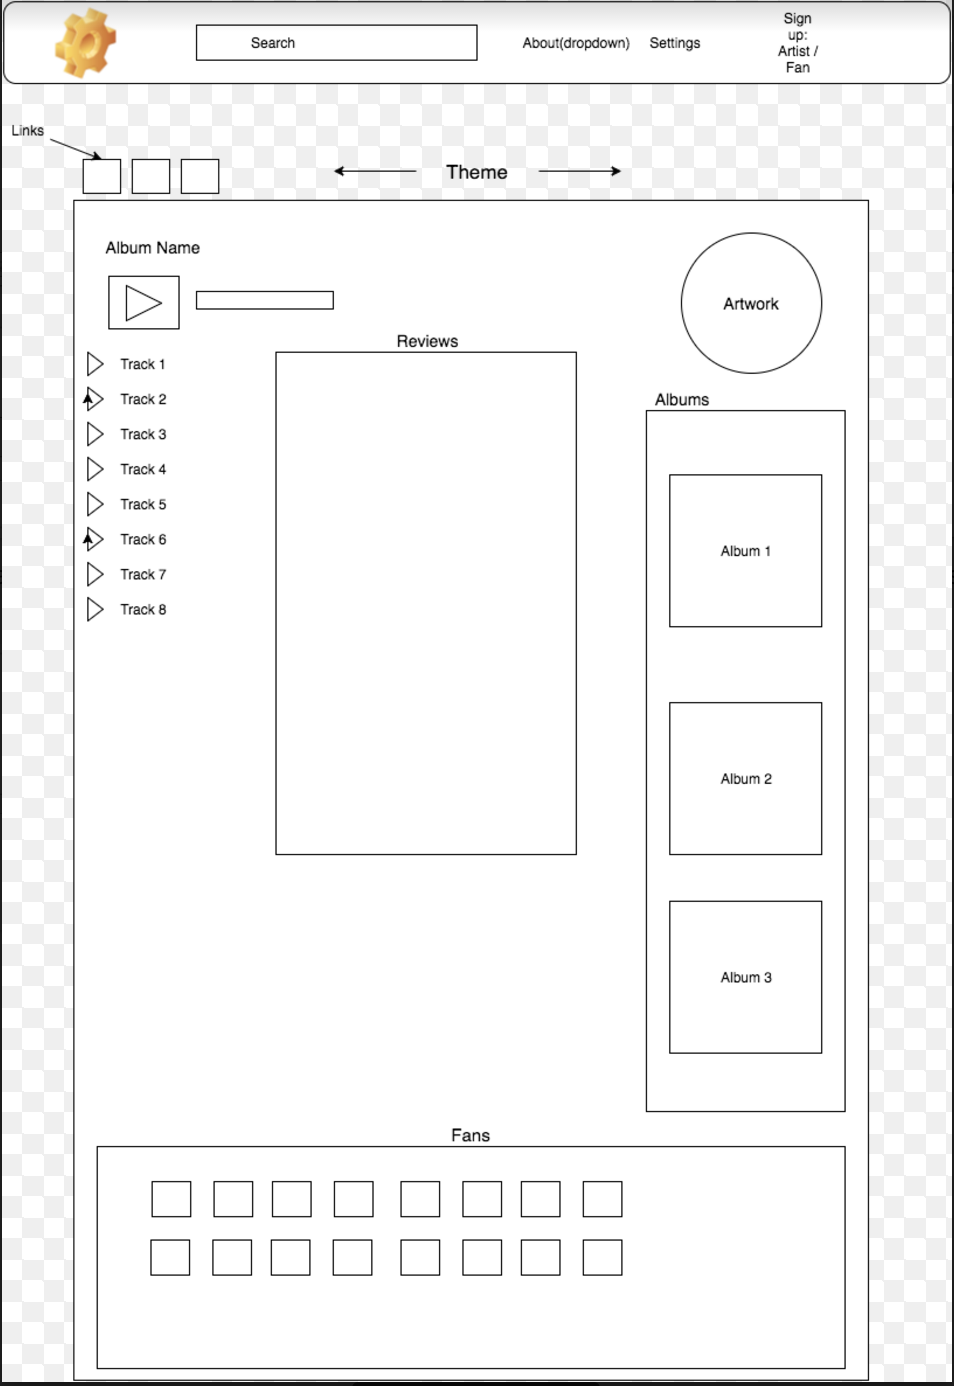 Search
About(dropdown)
Settings
Sign
up:
Artist /
Fan
Links
Theme
Album Name
Artwork
Reviews
Track 1
Track 2
Track 3
Track 4
Track 5
Track 6
Track 7
Track 8
Albums
Album 1
Album 2
Album 3
Fans